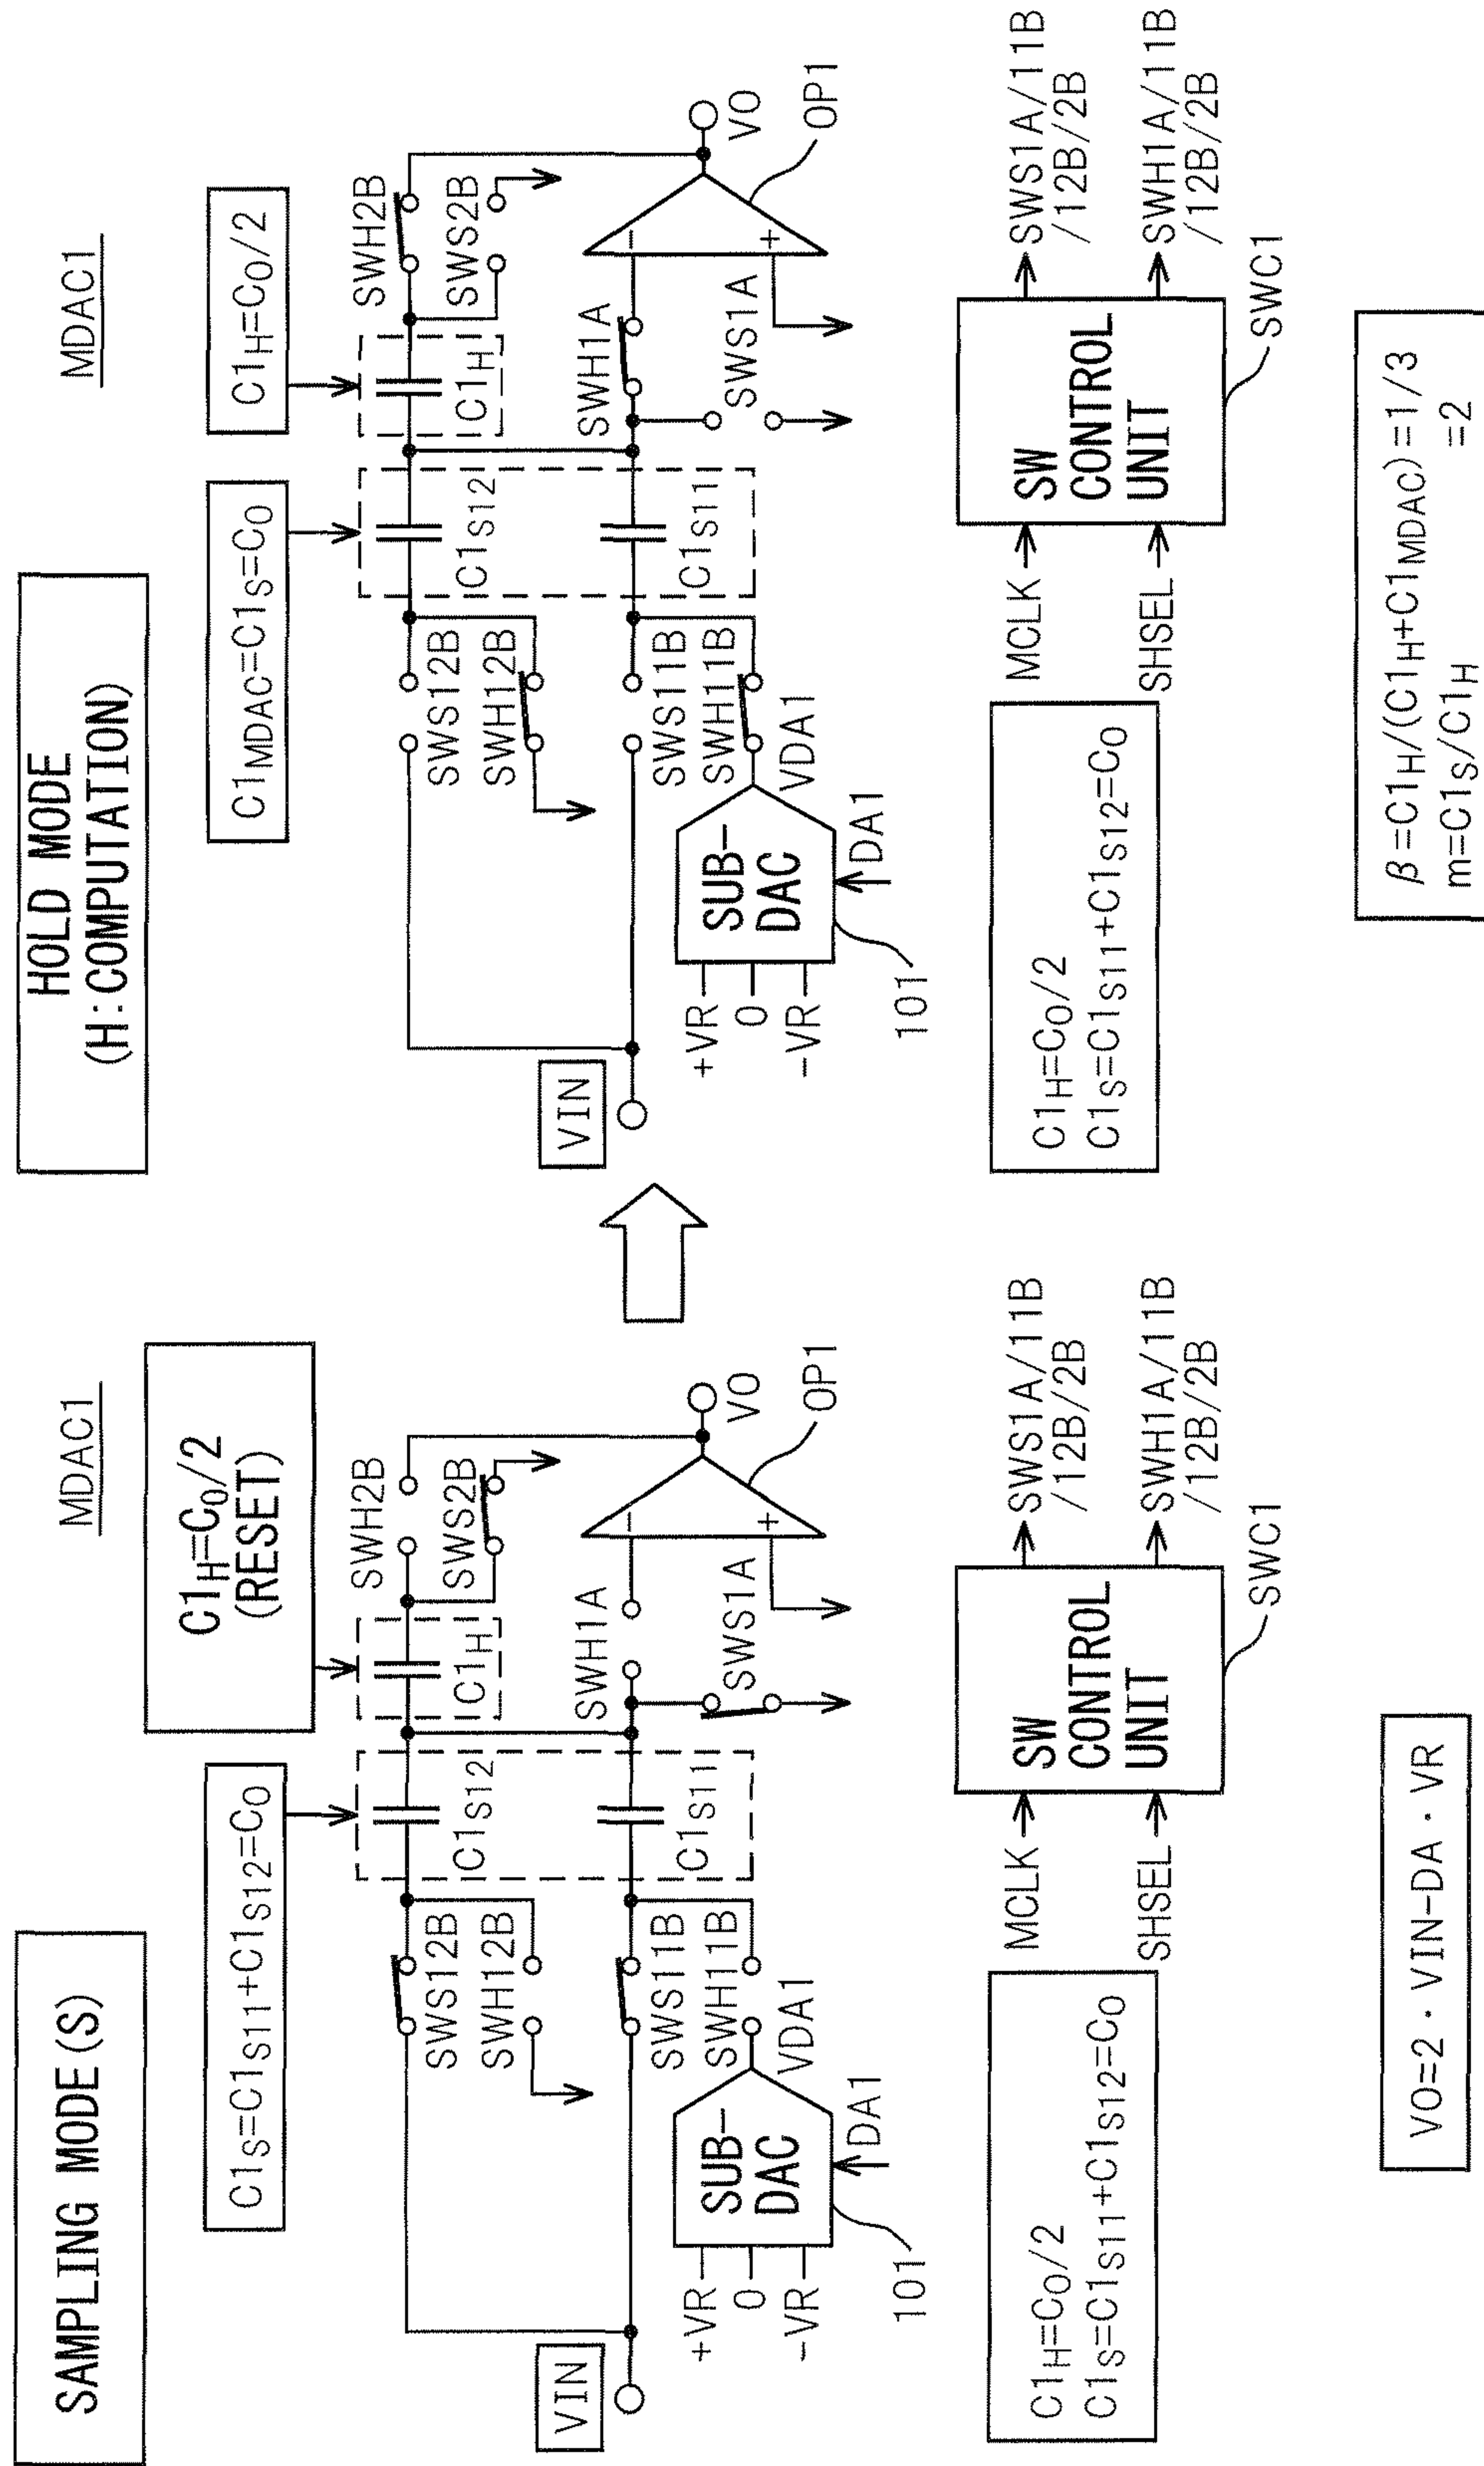 SAMPLING MODE(S)
MDAC1
C1S=C1S11+C1S12=C0
C1H=C0/2
(RESET)
SWS12B
SWH12B
C1S12
C1H
SWH2B
SWS2B
VIN
SWS11B
SWH11B
C1S11
SWH1A
SWS1A
−
+
VO
OP1
+VR
0
−VR
SUB-
DAC
VDA1
DA1
101
C1H=C0/2
C1S=C1S11+C1S12=C0
MCLK
SHSEL
SW
CONTROL
UNIT
SWS1A/11B
/12B/2B
SWH1A/11B
/12B/2B
SWC1
VO=2・VIN−DA・VR
HOLD MODE
(H:COMPUTATION)
MDAC1
C1MDAC=C1S=C0
C1H=C0/2
SWS12B
SWH12B
C1S12
C1H
SWH2B
SWS2B
VIN
SWS11B
SWH11B
C1S11
SWH1A
SWS1A
−
+
VO
OP1
+VR
0
−VR
SUB-
DAC
VDA1
DA1
101
C1H=C0/2
C1S=C1S11+C1S12=C0
MCLK
SHSEL
SW
CONTROL
UNIT
SWS1A/11B
/12B/2B
SWH1A/11B
/12B/2B
SWC1
β=C1H/(C1H+C1MDAC)=1/3
m=C1S/C1H =2